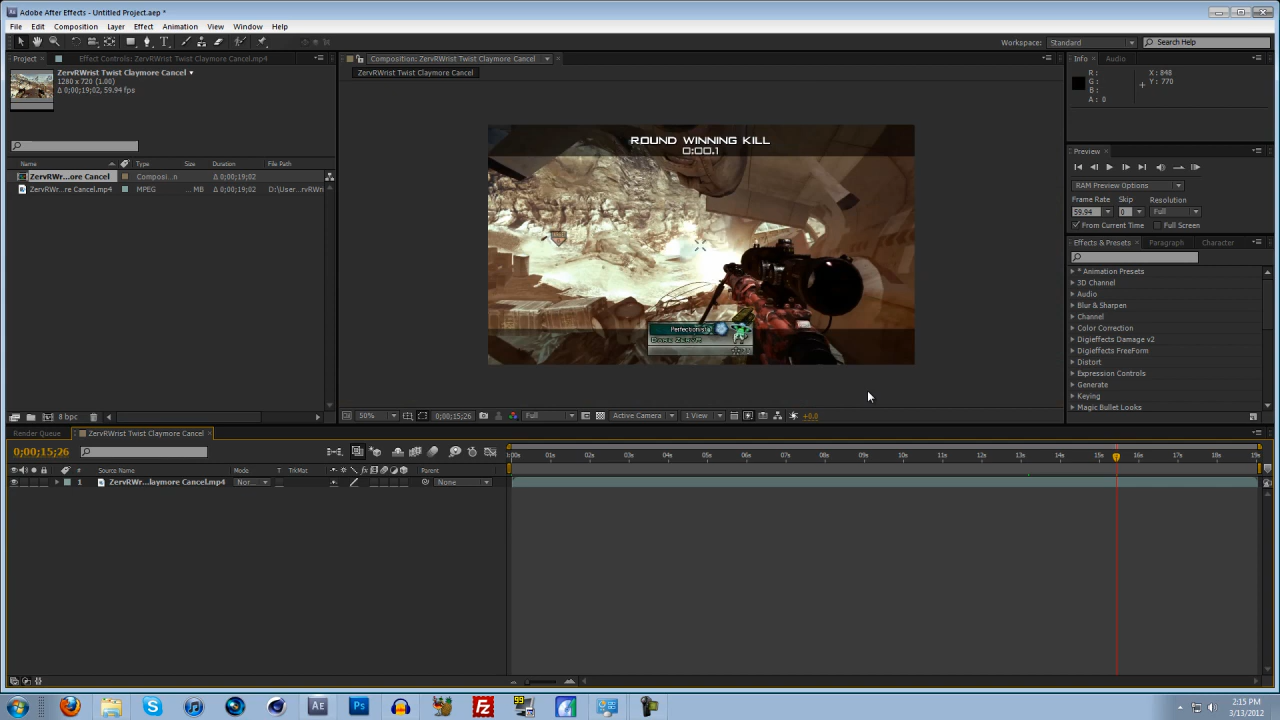 Adobe After Effects - Untitled Project.aep *
File Edit Composition Layer Effect Animation View Window Help
Workspace: Standard Search Help
Project Effect Controls: ZervRWrist Twist Claymore Cancel.mp4
Composition: ZervRWrist Twist Claymore Cancel
Info Audio
ZervRWrist Twist Claymore Cancel
1280 x 720 (1.00)
Δ 0;00;19;02, 59.94 fps
ZervRWrist Twist Claymore Cancel
R :
G :
B :
A : 0
X : 848
Y : 770
ROUND WINNING KILL
0:00.1
Perfectionist
Name Type Size Duration File Path
ZervRWr...ore Cancel Composi...n Δ 0;00;19;02
ZervRWr...re Cancel.mp4 MPEG ... MB Δ 0;00;19;02 D:\User...rvRWri
Preview
RAM Preview Options
Frame Rate Skip Resolution
59.94 0 Full
From Current Time Full Screen
Effects & Presets Paragraph Character
* Animation Presets
3D Channel
Audio
Blur & Sharpen
Channel
Color Correction
Digieffects Damage v2
Digieffects FreeForm
Distort
Expression Controls
Generate
Keying
Magic Bullet Looks
8 bpc
50% 0;00;15;26 Full Active Camera 1 View +0.0
Render Queue ZervRWrist Twist Claymore Cancel
0;00;15;26
:00s 01s 02s 03s 04s 05s 06s 07s 08s 09s 10s 11s 12s 13s 14s 15s 16s 17s 18s 19s
# Source Name Mode T TrkMat Parent
1 ZervRWr...laymore Cancel.mp4 Nor... None
2:15 PM
3/13/2012